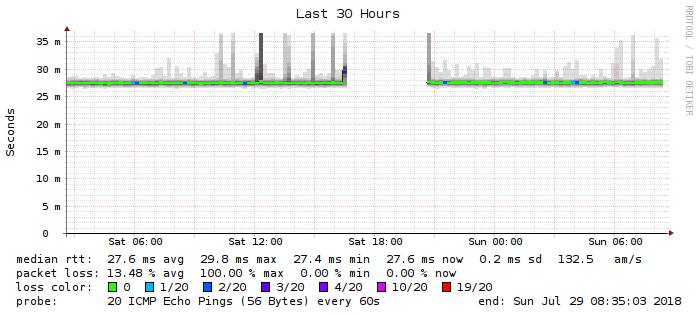 Last 30 Hours
RRDTOOL / TOBI OETIKER
Seconds
35 m
30 m
25 m
20 m
15 m
10 m
5 m
0
Sat 06:00 Sat 12:00 Sat 18:00 Sun 00:00 Sun 06:00
median rtt: 27.6 ms avg 29.8 ms max 27.4 ms min 27.6 ms now 0.2 ms sd 132.5 am/s
packet loss: 13.48 % avg 100.00 % max 0.00 % min 0.00 % now
loss color: 0 1/20 2/20 3/20 4/20 10/20 19/20
probe: 20 ICMP Echo Pings (56 Bytes) every 60s end: Sun Jul 29 08:35:03 2018